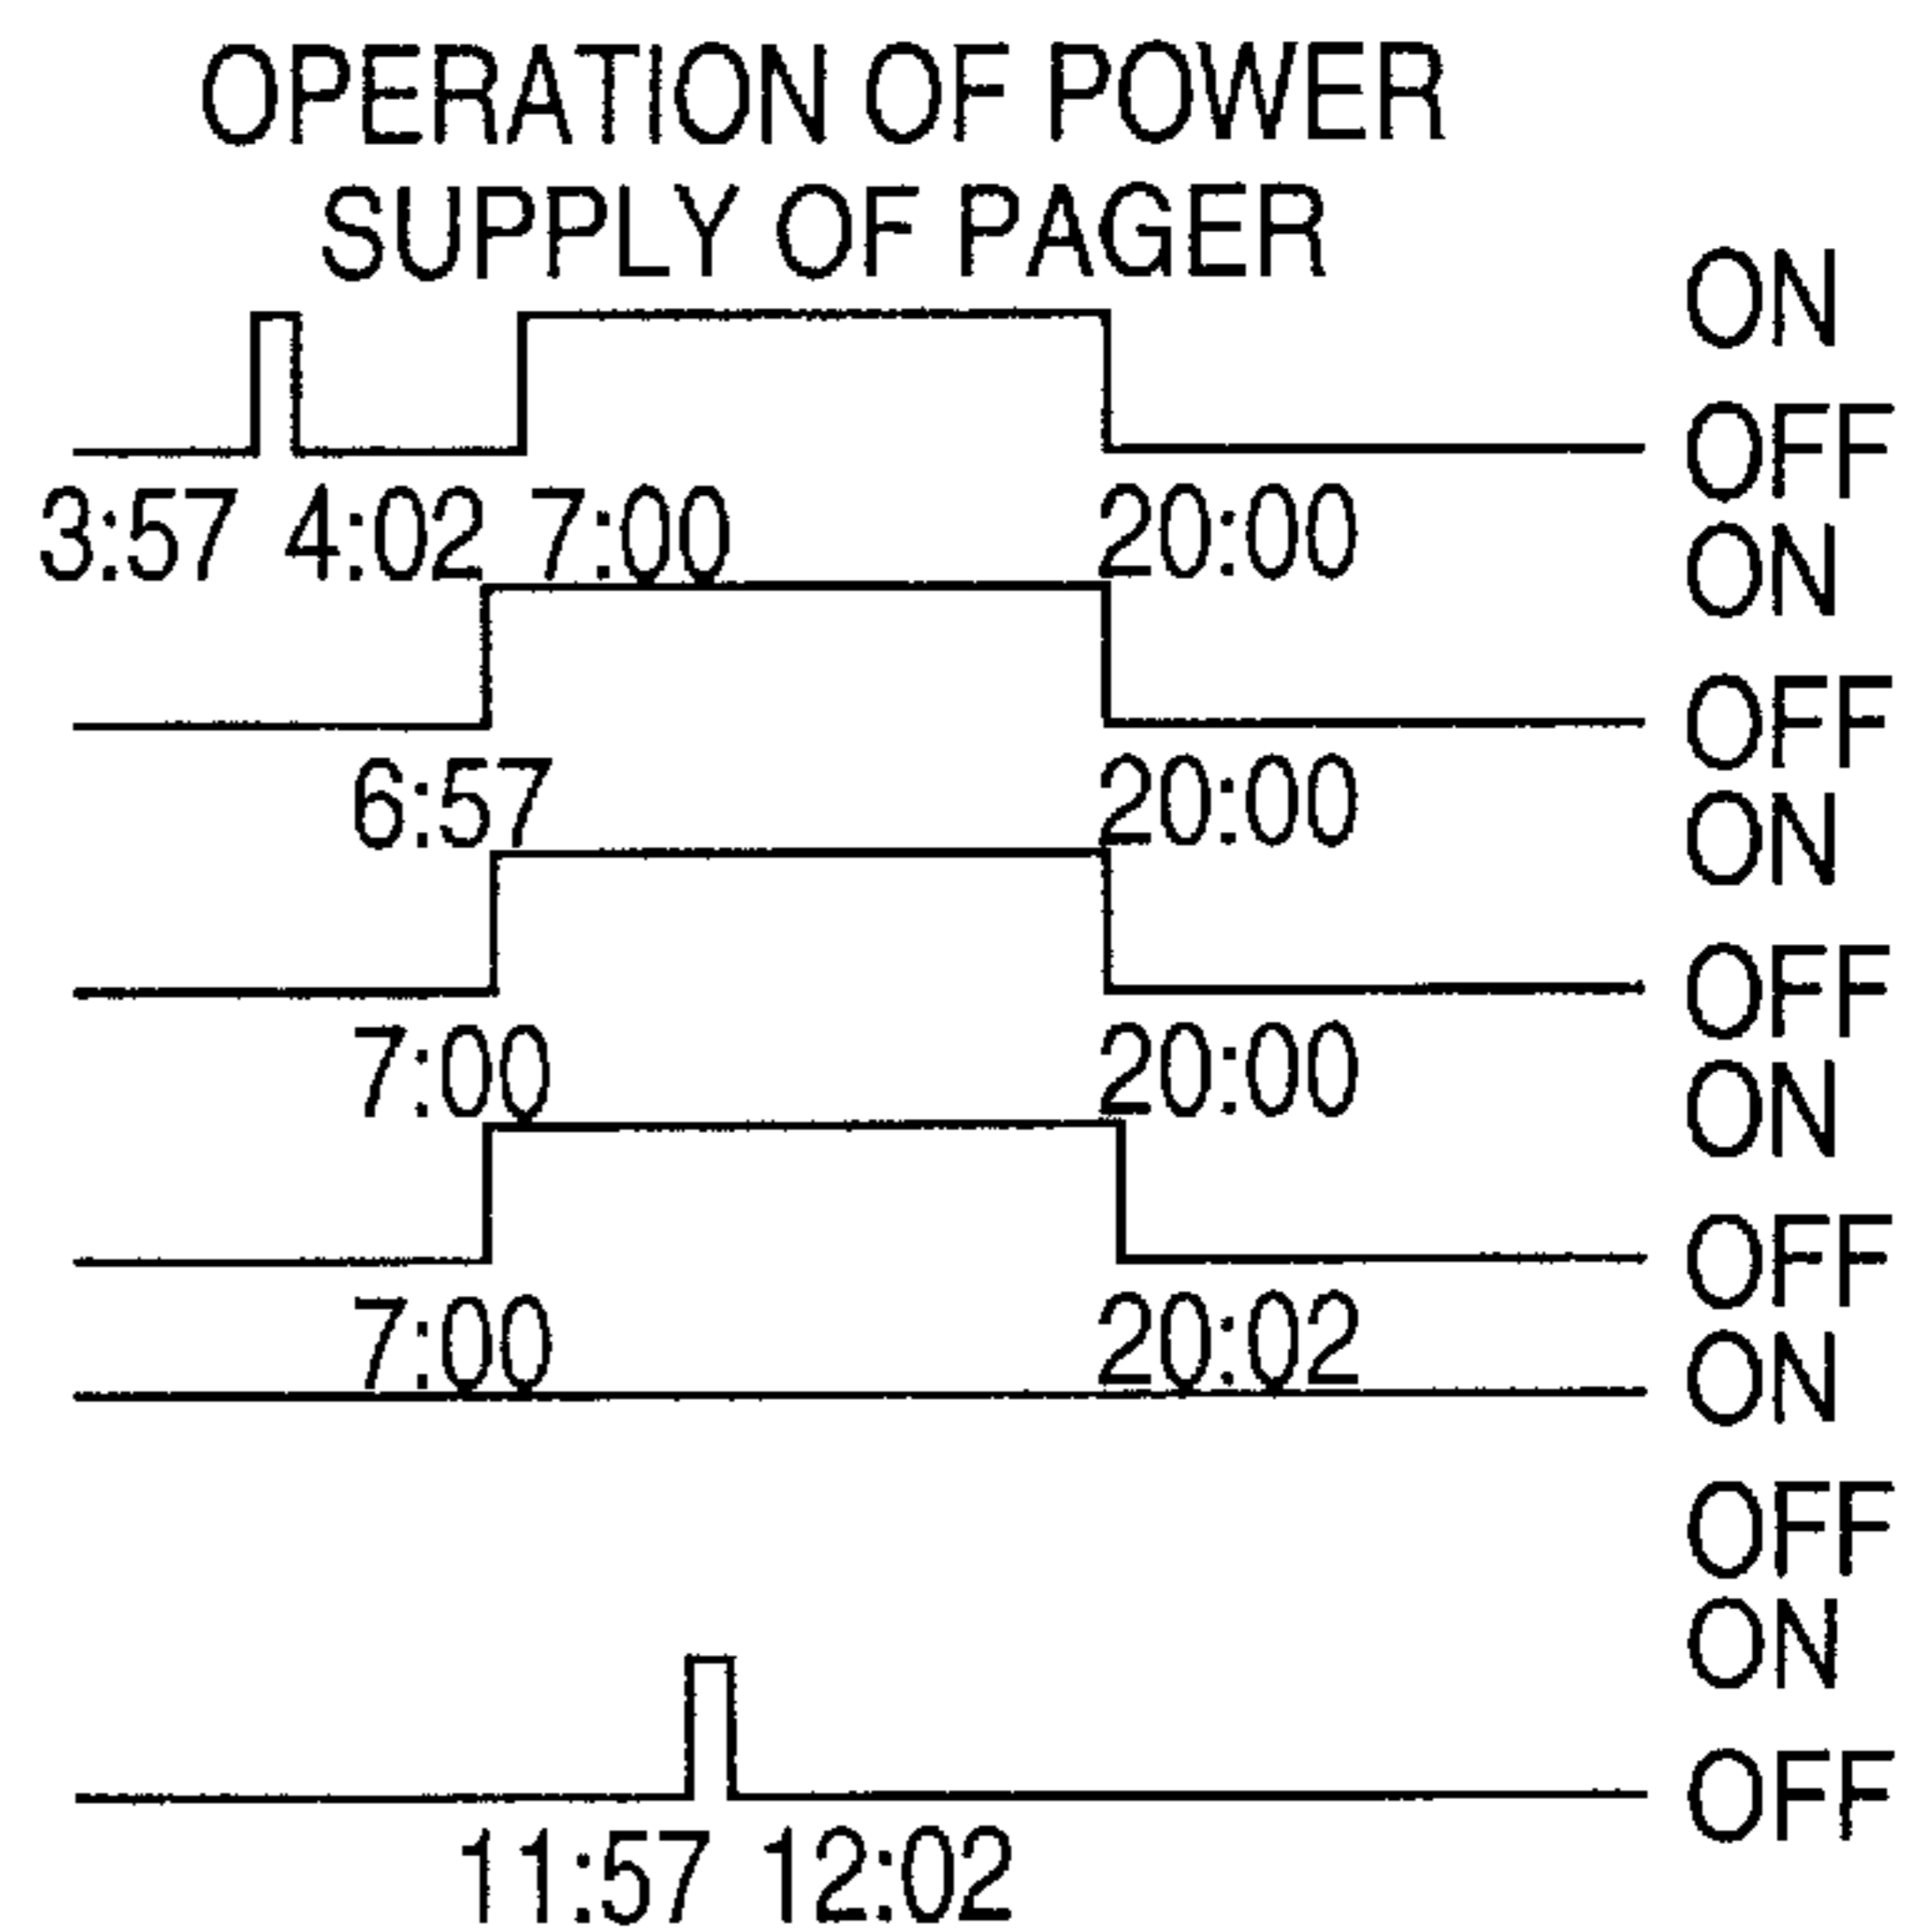 OPERATION OF POWER
SUPPLY OF PAGER
ON
OFF
3:57 4:02 7:00 20:00
ON
OFF
6:57 20:00
ON
OFF
7:00 20:00
ON
OFF
7:00 20:02
ON
OFF
ON
OFF
11:57 12:02